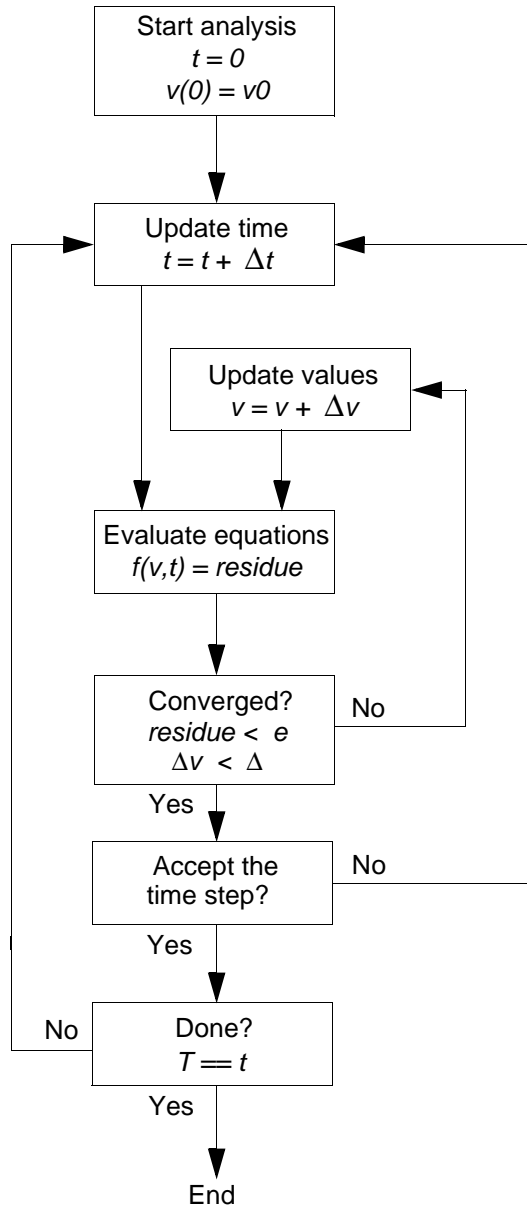 Start analysis
t = 0
v(0) = v0
Update time
t = t + Δt
Update values
v = v + Δv
Evaluate equations
f(v,t) = residue
Converged?
residue < e
Δv < Δ
No
Yes
Accept the
time step?
No
Yes
Done?
T == t
No
Yes
End